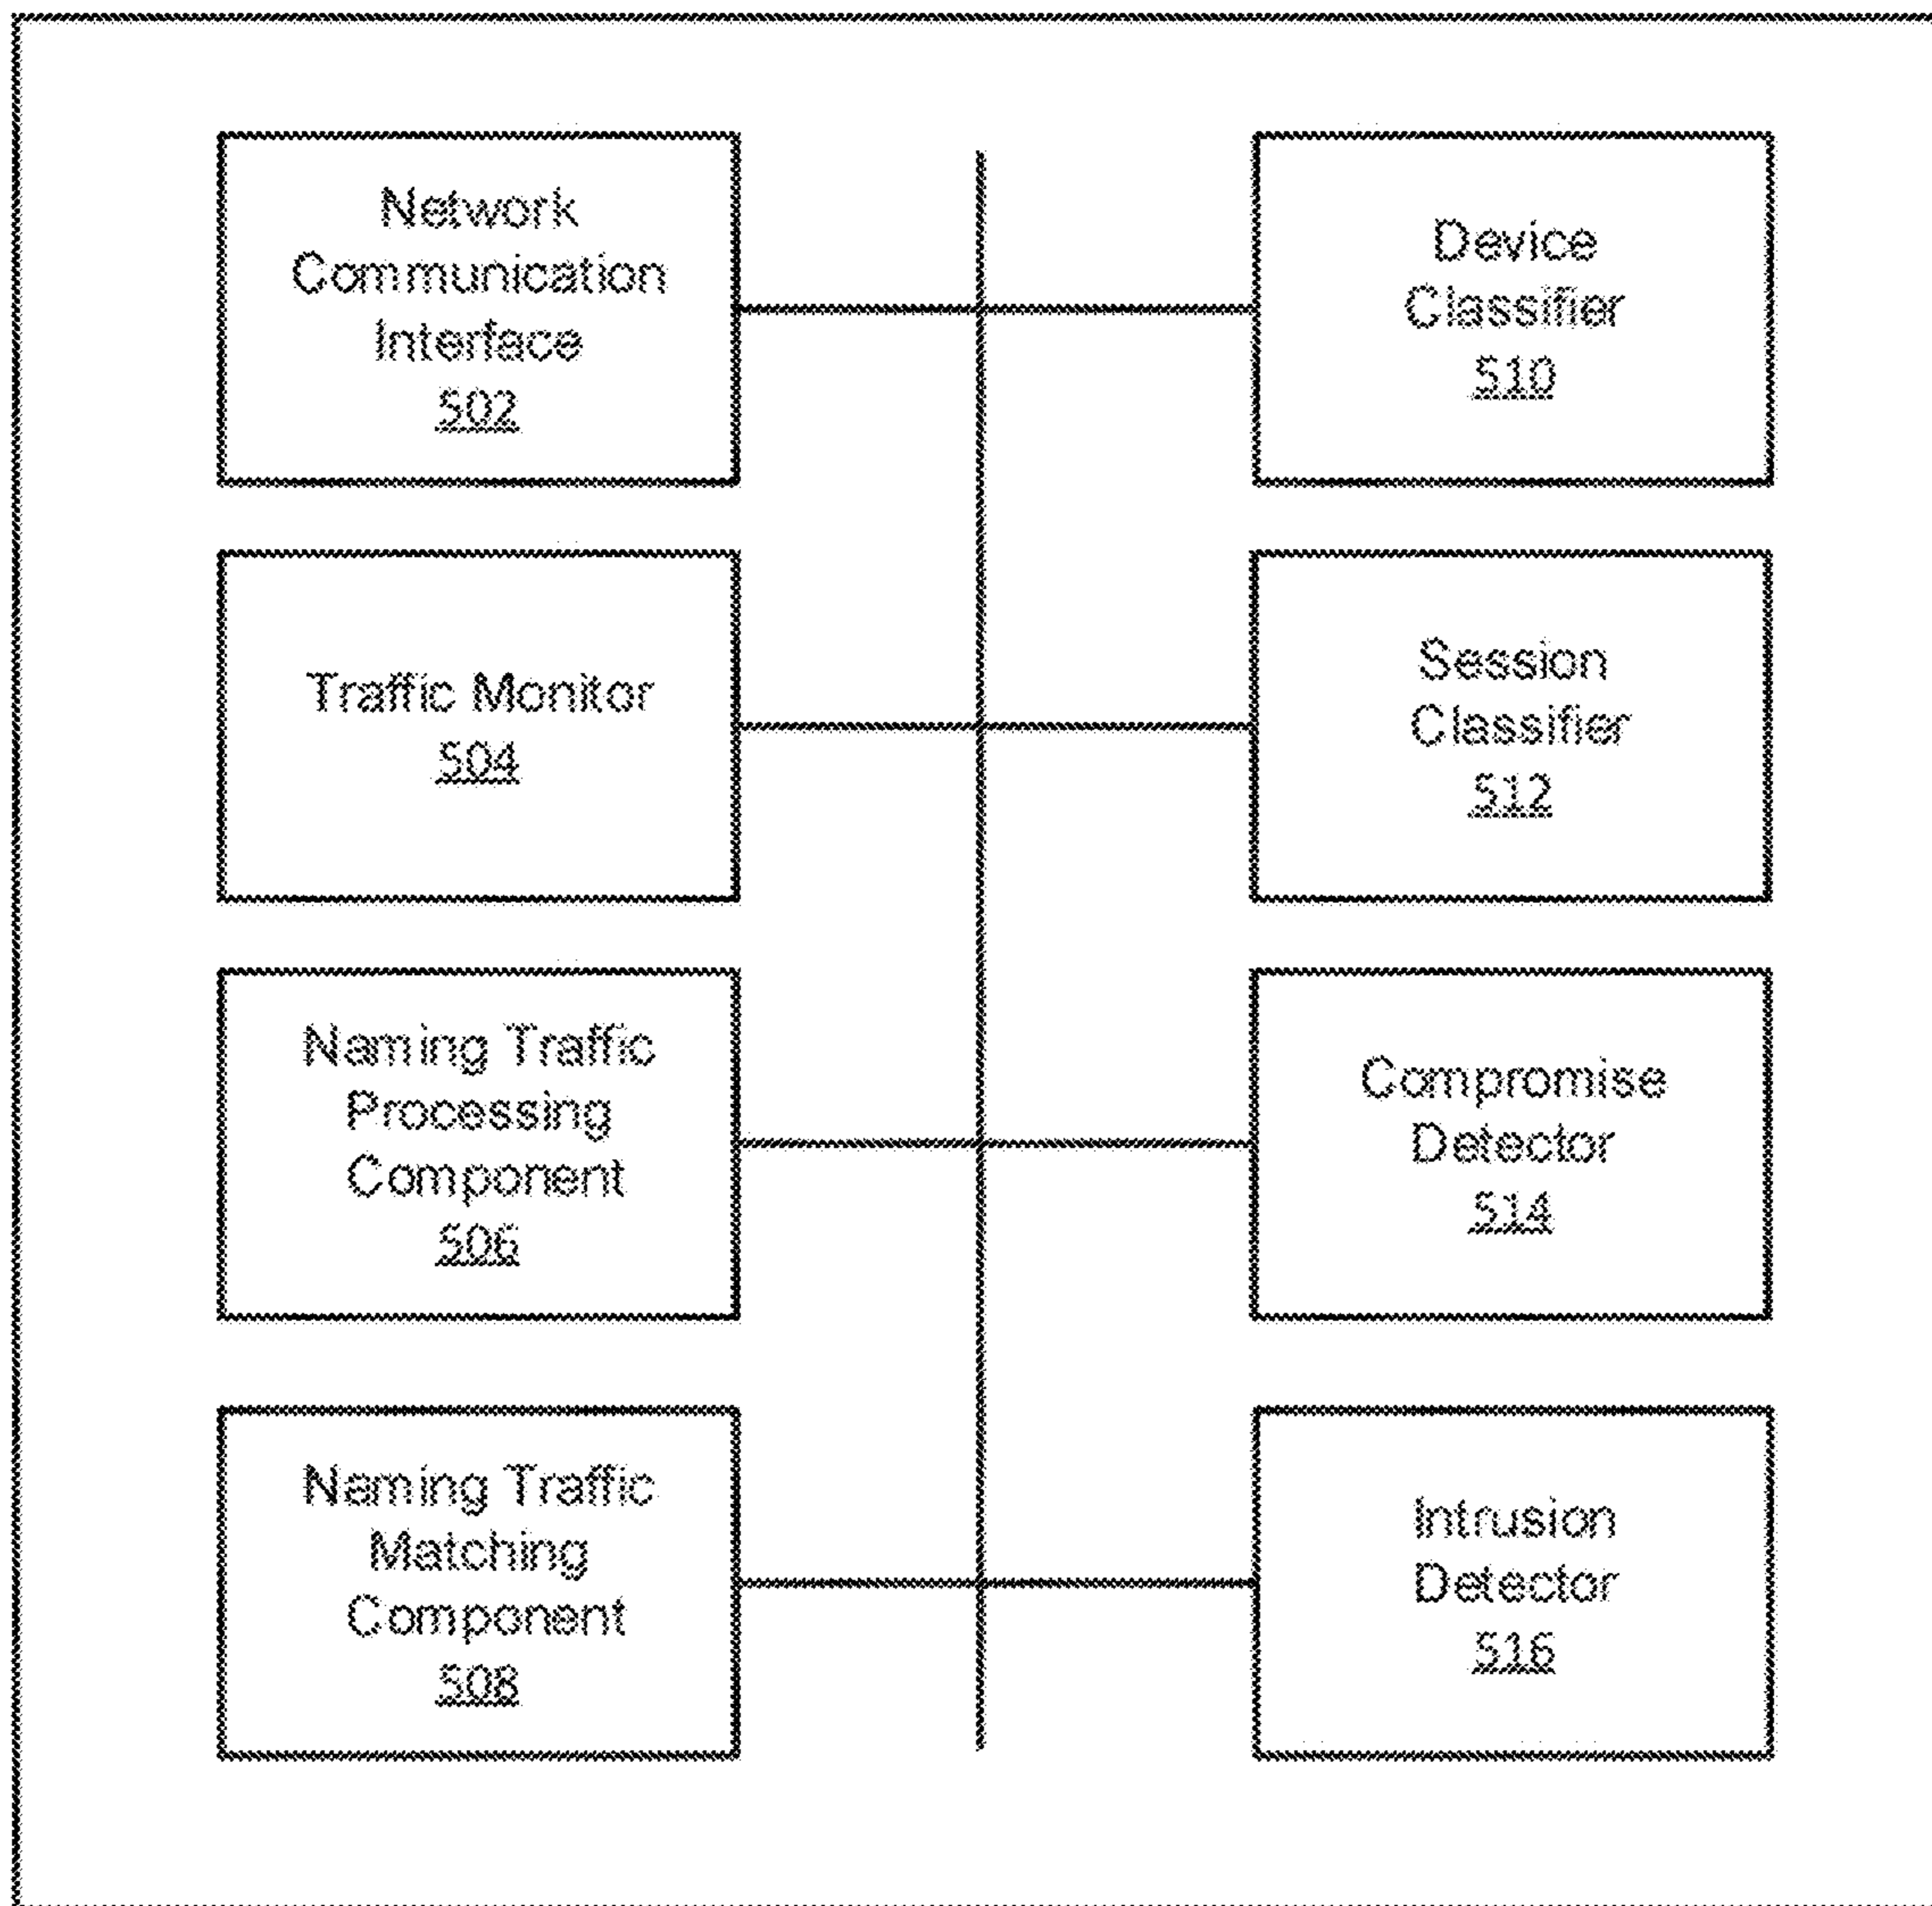 Network
Communication
Interface
502
Traffic Monitor
504
Naming Traffic
Processing
Component
506
Naming Traffic
Matching
Component
508
Device
Classifier
510
Session
Classifier
512
Compromise
Detector
514
Intrusion
Detector
516